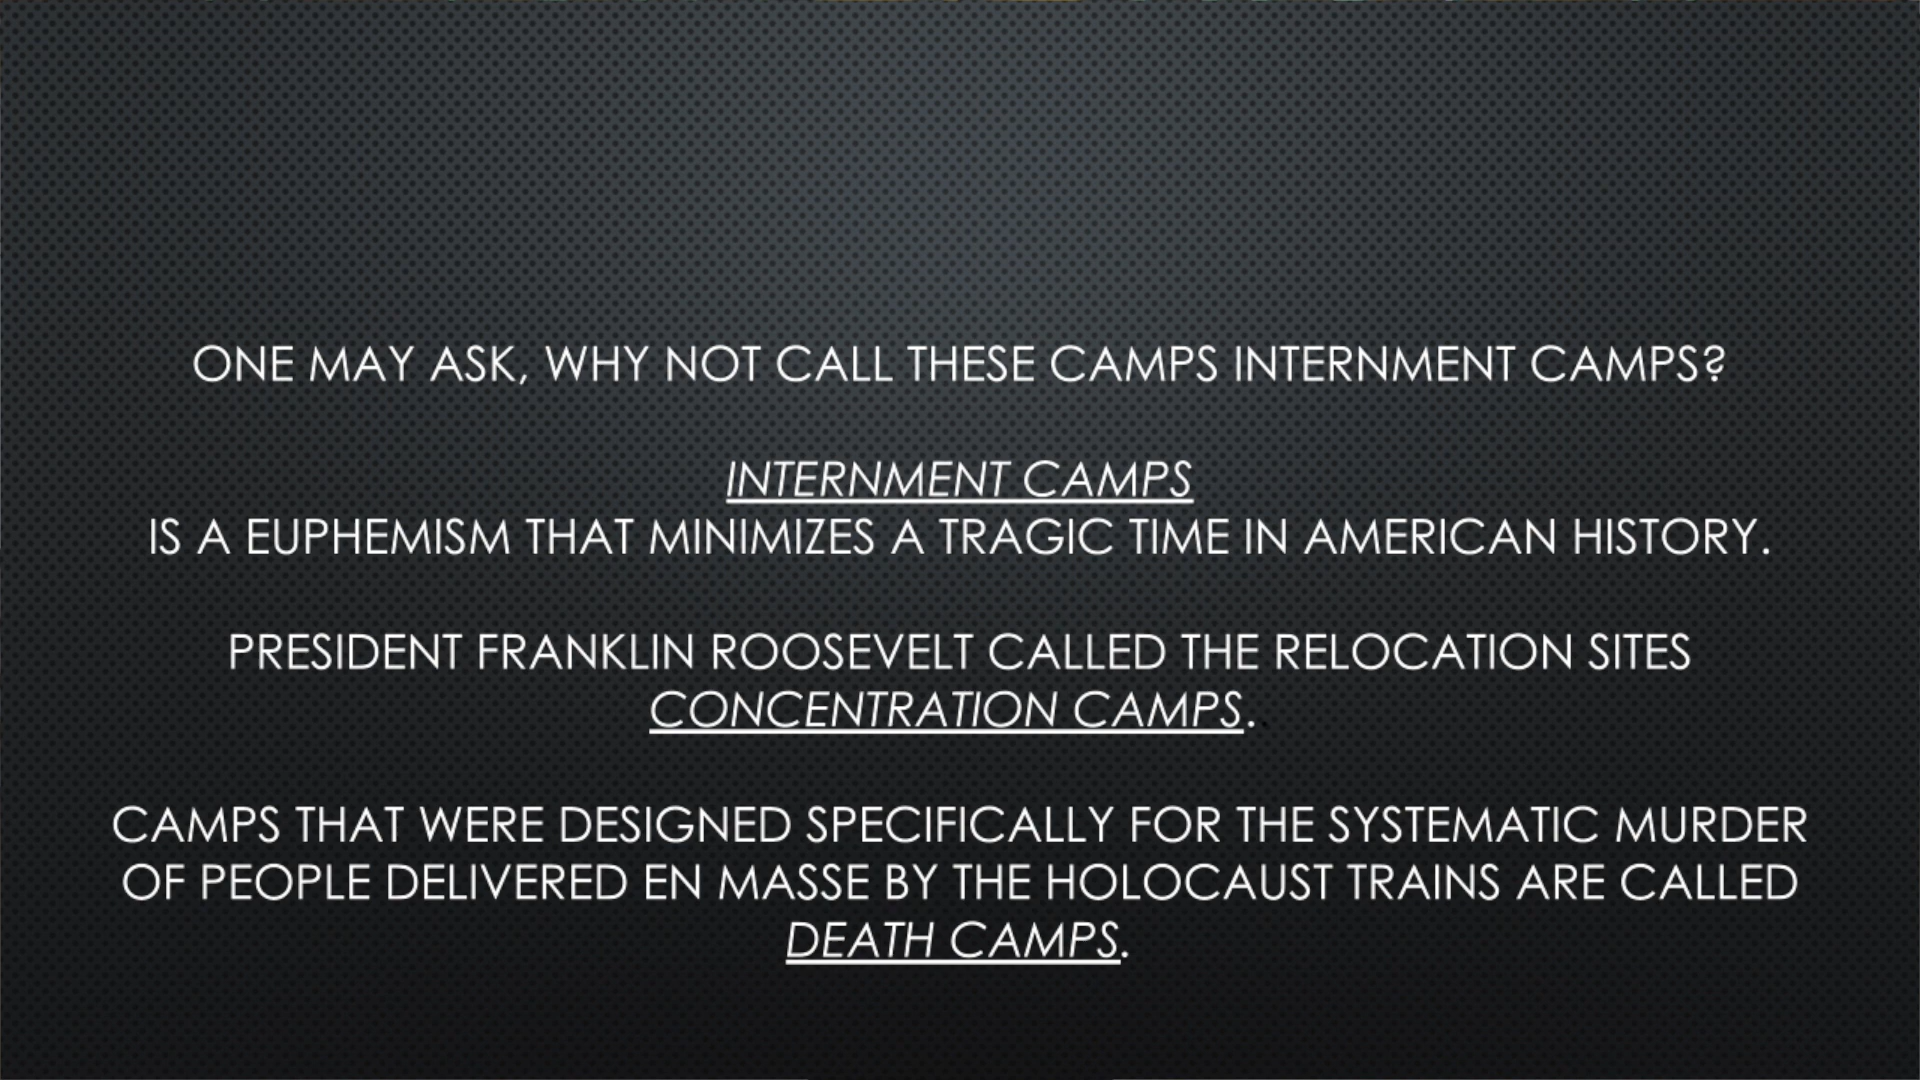 ONE MAY ASK, WHY NOT CALL THESE CAMPS INTERNMENT CAMPS?
INTERNMENT CAMPS
IS A EUPHEMISM THAT MINIMIZES A TRAGIC TIME IN AMERICAN HISTORY.
PRESIDENT FRANKLIN ROOSEVELT CALLED THE RELOCATION SITES
CONCENTRATION CAMPS.
CAMPS THAT WERE DESIGNED SPECIFICALLY FOR THE SYSTEMATIC MURDER
OF PEOPLE DELIVERED EN MASSE BY THE HOLOCAUST TRAINS ARE CALLED
DEATH CAMPS.